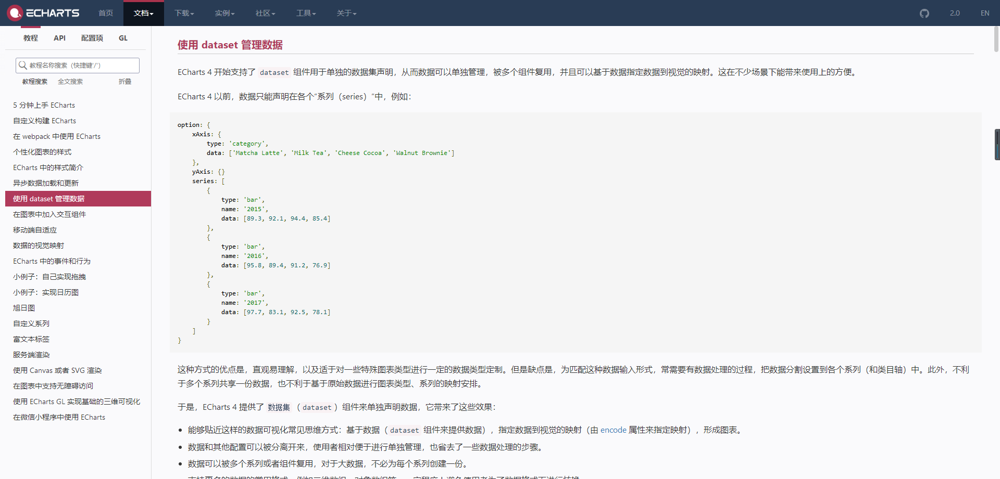 ECHARTS 首页 文档 下载 实例 社区 工具 关于 2.0 EN
教程 API 配置项 GL
教程名称搜索（快捷键'/'）
教程搜索 全文搜索 折叠
5 分钟上手 ECharts
自定义构建 ECharts
在 webpack 中使用 ECharts
个性化图表的样式
ECharts 中的样式简介
异步数据加载和更新
使用 dataset 管理数据
在图表中加入交互组件
移动端自适应
数据的视觉映射
ECharts 中的事件和行为
小例子：自己实现拖拽
小例子：实现日历图
旭日图
自定义系列
富文本标签
服务端渲染
使用 Canvas 或者 SVG 渲染
在图表中支持无障碍访问
使用 ECharts GL 实现基础的三维可视化
在微信小程序中使用 ECharts
使用 dataset 管理数据
ECharts 4 开始支持了 dataset 组件用于单独的数据集声明，从而数据可以单独管理，被多个组件复用，并且可以基于数据指定数据到视觉的映射。这在不少场景下能带来使用上的方便。
ECharts 4 以前，数据只能声明在各个“系列（series）”中，例如：
option: {
    xAxis: {
        type: 'category',
        data: ['Matcha Latte', 'Milk Tea', 'Cheese Cocoa', 'Walnut Brownie']
    },
    yAxis: {}
    series: [
        {
            type: 'bar',
            name: '2015',
            data: [89.3, 92.1, 94.4, 85.4]
        },
        {
            type: 'bar',
            name: '2016',
            data: [95.8, 89.4, 91.2, 76.9]
        },
        {
            type: 'bar',
            name: '2017',
            data: [97.7, 83.1, 92.5, 78.1]
        }
    ]
}
这种方式的优点是，直观易理解，以及适于对一些特殊图表类型进行一定的数据类型定制。但是缺点是，为匹配这种数据输入形式，常需要有数据处理的过程，把数据分割设置到各个系列（和类目轴）中。此外，不利
于多个系列共享一份数据，也不利于基于原始数据进行图表类型、系列的映射安排。
于是，ECharts 4 提供了 数据集 （dataset）组件来单独声明数据，它带来了这些效果：
• 能够贴近这样的数据可视化常见思维方式：基于数据（dataset 组件来提供数据），指定数据到视觉的映射（由 encode 属性来指定映射），形成图表。
• 数据和其他配置可以被分离开来，使用者相对便于进行单独管理，也省去了一些数据处理的步骤。
• 数据可以被多个系列或者组件复用，对于大数据，不必为每个系列创建一份。